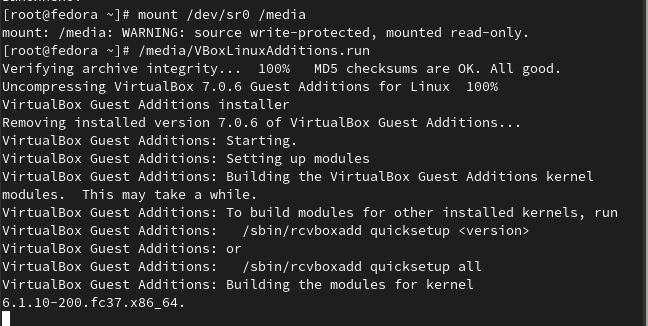 [root@fedora ~]# mount /dev/sr0 /media
mount: /media: WARNING: source write-protected, mounted read-only.
[root@fedora ~]# /media/VBoxLinuxAdditions.run
Verifying archive integrity...  100%   MD5 checksums are OK. All good.
Uncompressing VirtualBox 7.0.6 Guest Additions for Linux  100%
VirtualBox Guest Additions installer
Removing installed version 7.0.6 of VirtualBox Guest Additions...
VirtualBox Guest Additions: Starting.
VirtualBox Guest Additions: Setting up modules
VirtualBox Guest Additions: Building the VirtualBox Guest Additions kernel
modules.  This may take a while.
VirtualBox Guest Additions: To build modules for other installed kernels, run
VirtualBox Guest Additions:   /sbin/rcvboxadd quicksetup <version>
VirtualBox Guest Additions: or
VirtualBox Guest Additions:   /sbin/rcvboxadd quicksetup all
VirtualBox Guest Additions: Building the modules for kernel
6.1.10-200.fc37.x86_64.